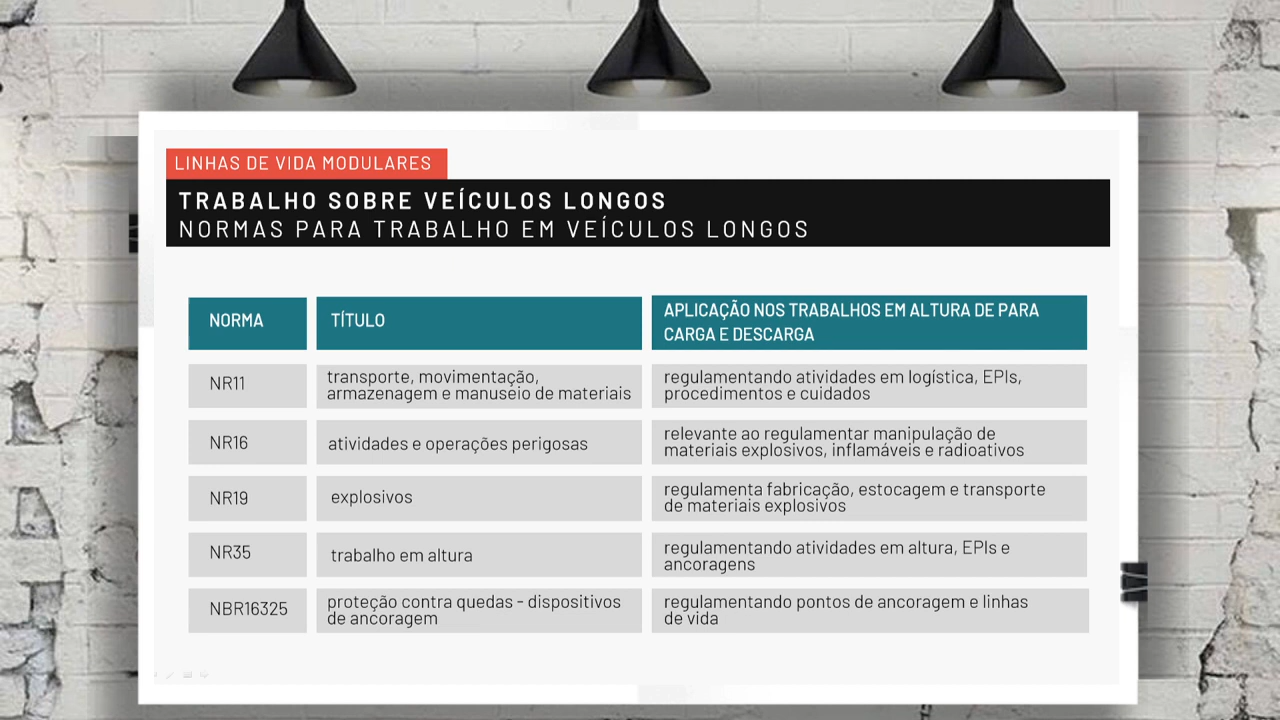 LINHAS DE VIDA MODULARES
TRABALHO SOBRE VEÍCULOS LONGOS
NORMAS PARA TRABALHO EM VEÍCULOS LONGOS
NORMA
TÍTULO
APLICAÇÃO NOS TRABALHOS EM ALTURA DE PARA
CARGA E DESCARGA
NR11
transporte, movimentação,
armazenagem e manuseio de materiais
regulamentando atividades em logística, EPIs,
procedimentos e cuidados
NR16
atividades e operações perigosas
relevante ao regulamentar manipulação de
materiais explosivos, inflamáveis e radioativos
NR19
explosivos
regulamenta fabricação, estocagem e transporte
de materiais explosivos
NR35
trabalho em altura
regulamentando atividades em altura, EPIs e
ancoragens
NBR16325
proteção contra quedas - dispositivos
de ancoragem
regulamentando pontos de ancoragem e linhas
de vida